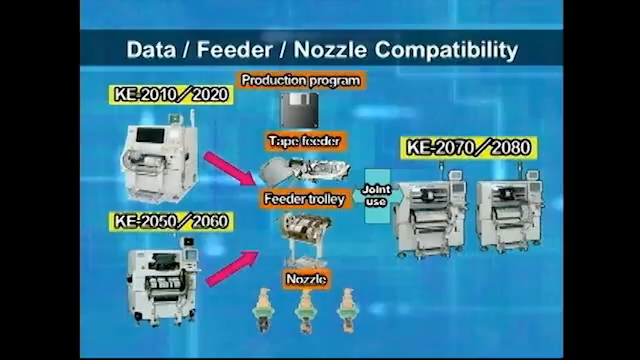 Data / Feeder / Nozzle Compatibility
Production program
KE-2010/2020
Tape feeder
KE-2070/2080
Feeder trolley
Joint
use
KE-2050/2060
Nozzle